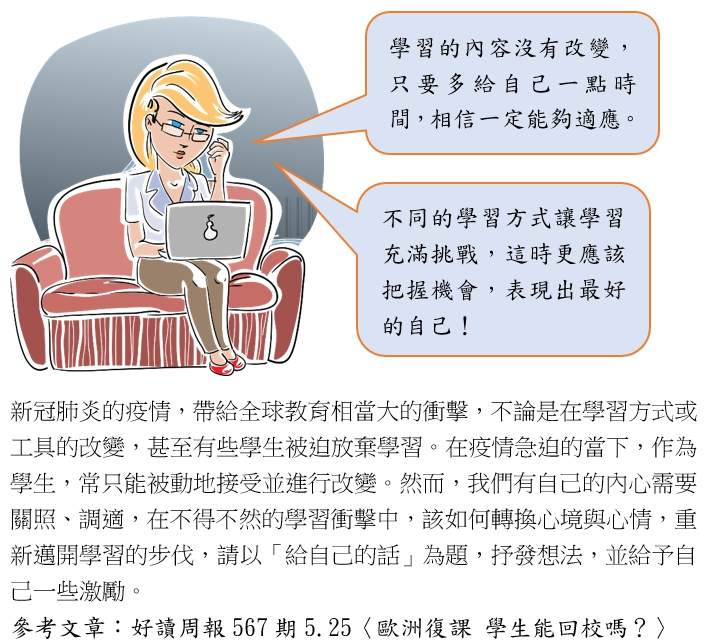 學習的內容沒有改變，
只要多給自己一點時
間，相信一定能夠適應。
不同的學習方式讓學習
充滿挑戰，這時更應該
把握機會，表現出最好
的自己！
新冠肺炎的疫情，帶給全球教育相當大的衝擊，不論是在學習方式或
工具的改變，甚至有些學生被迫放棄學習。在疫情急迫的當下，作為
學生，常只能被動地接受並進行改變。然而，我們有自己的內心需要
關照、調適，在不得不然的學習衝擊中，該如何轉換心境與心情，重
新邁開學習的步伐，請以「給自己的話」為題，抒發想法，並給予自
己一些激勵。
參考文章：好讀周報 567 期 5.25〈歐洲復課 學生能回校嗎？〉